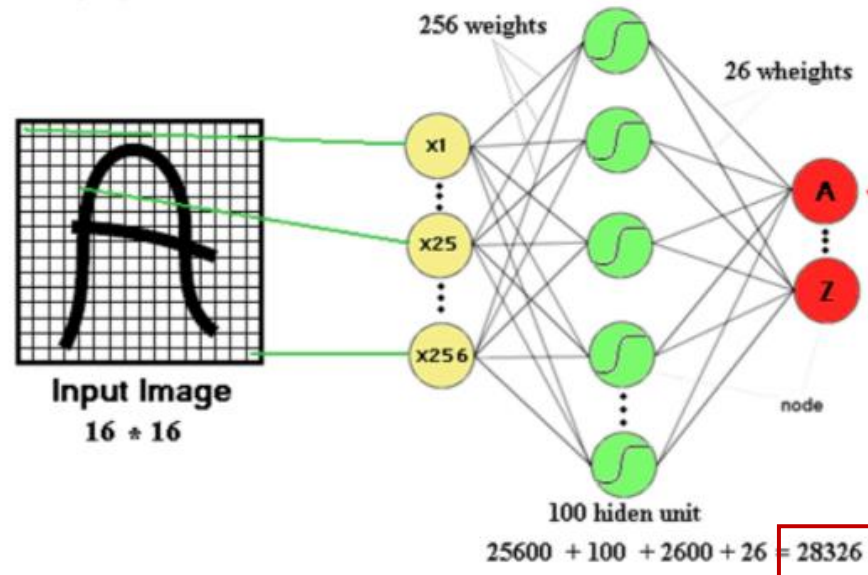 256 weights
26 wheights
x1
x25
x256
A
Z
Input Image
16 * 16
node
100 hiden unit
25600 + 100 + 2600 + 26 = 28326